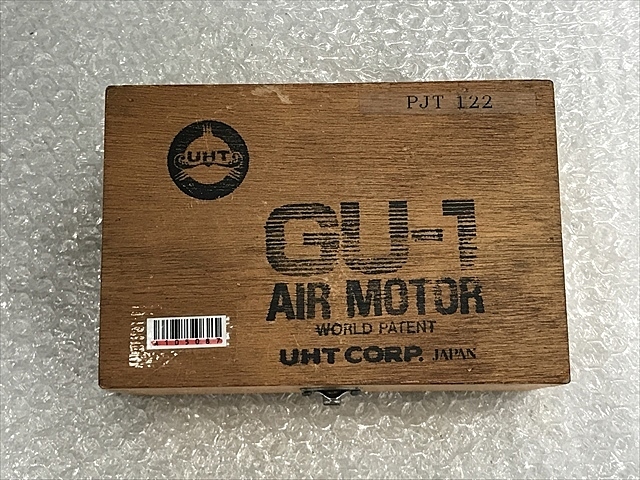 PJT 122
UHT
GU-1
AIR MOTOR
WORLD PATENT
UHT CORP. JAPAN